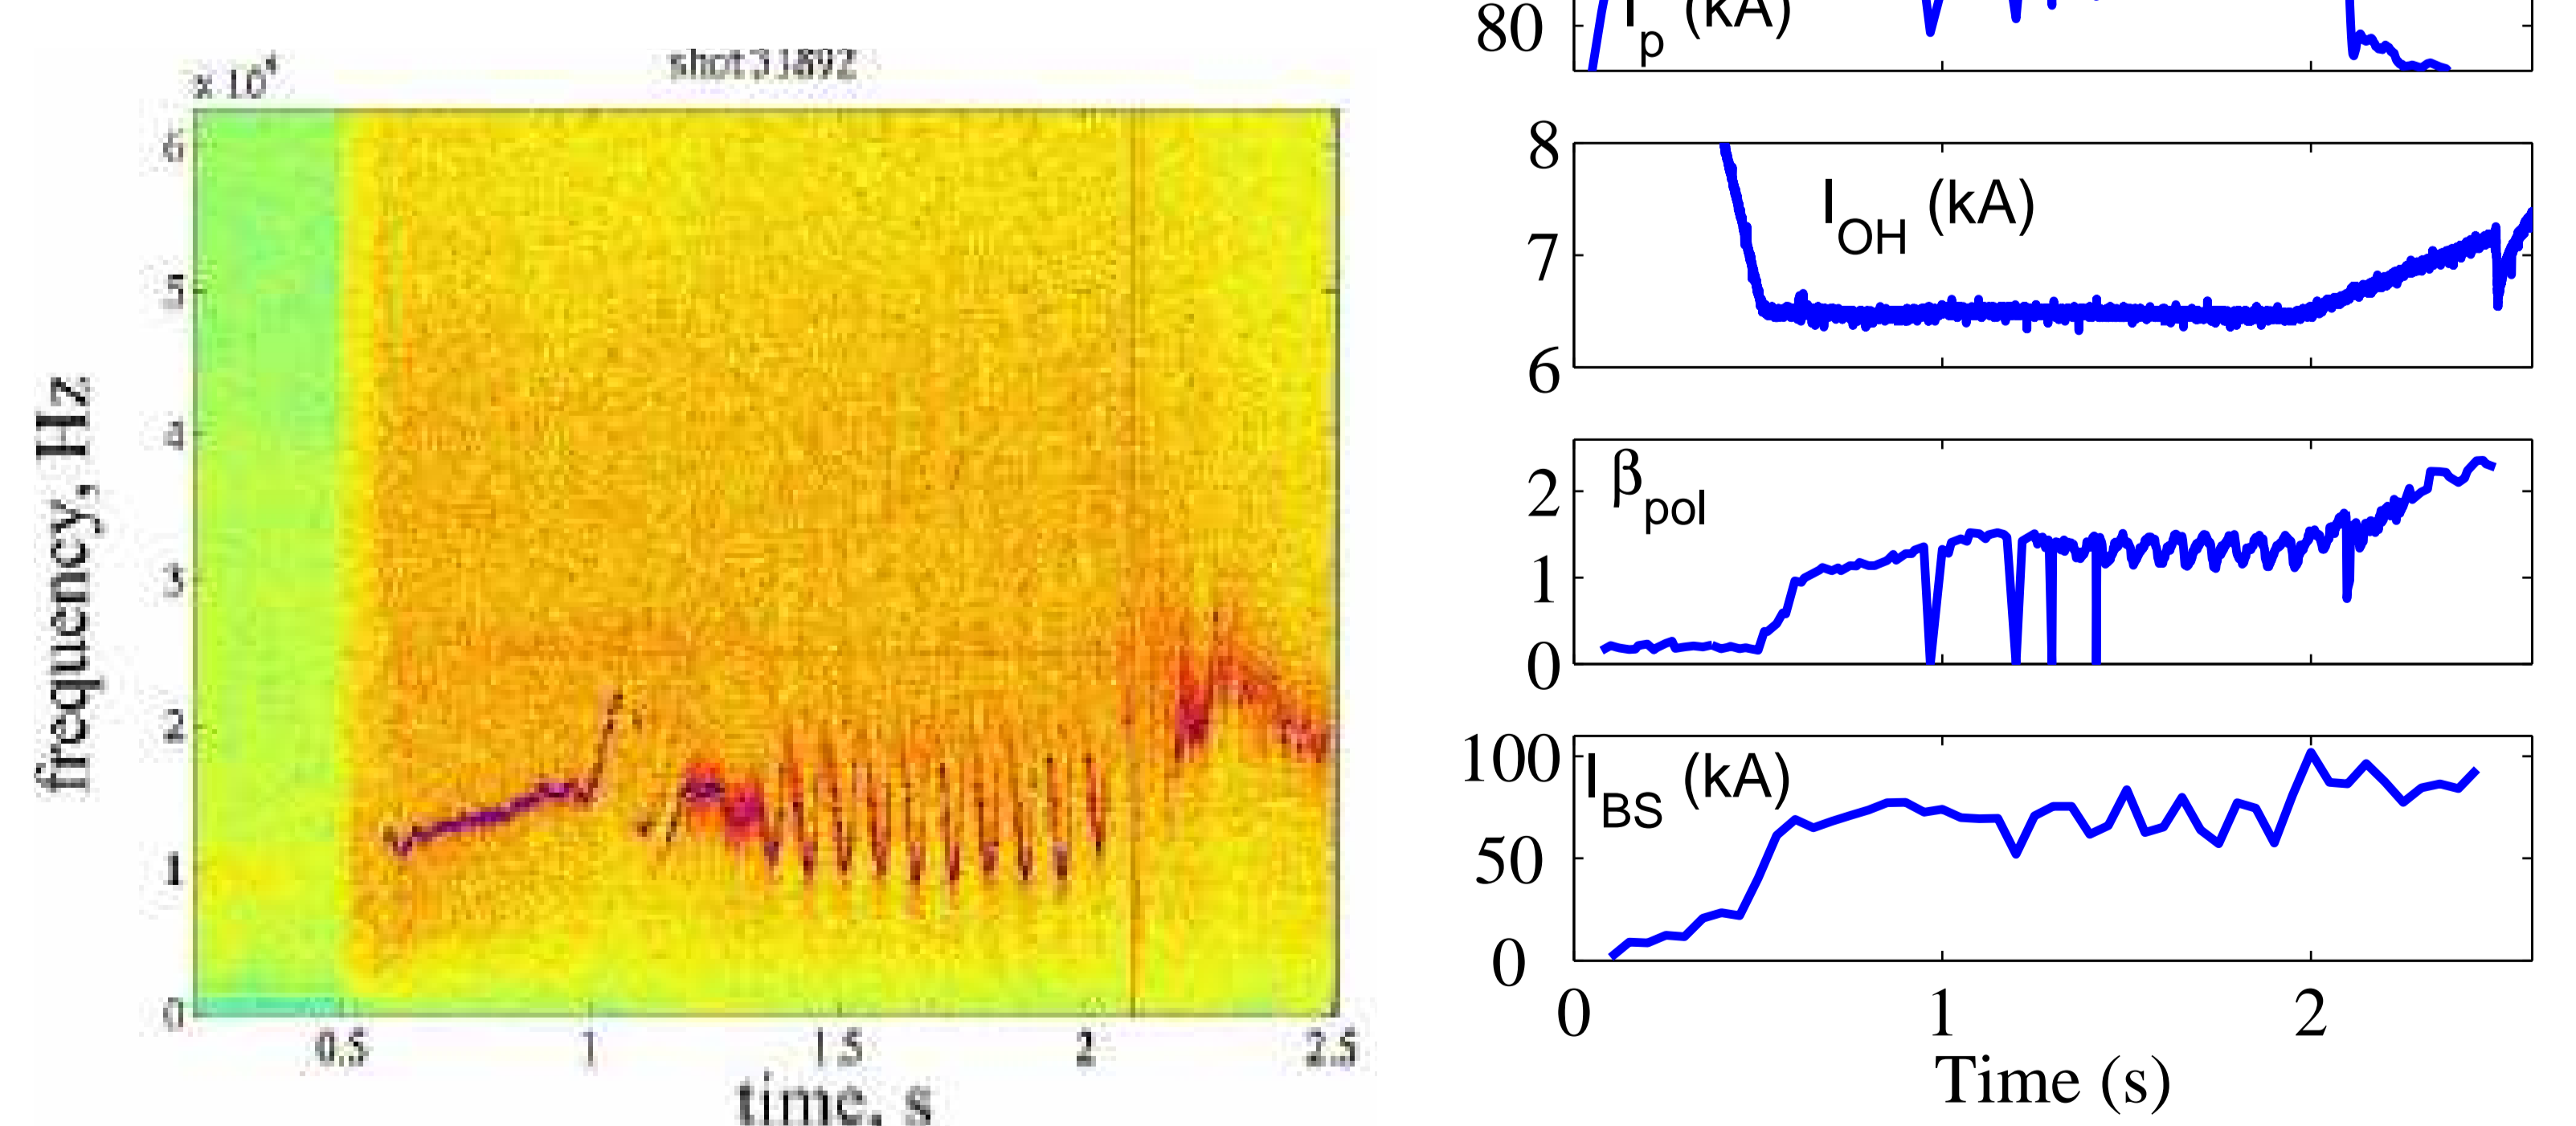 shot31892
x 10⁴
6
5
4
3
2
1
0
0.5 1 1.5 2 2.5
frequency, Hz
time, s
80
I_p (kA)
8
7
6
I_OH (kA)
2
1
0
β_pol
100
50
0
I_BS (kA)
0 1 2
Time (s)